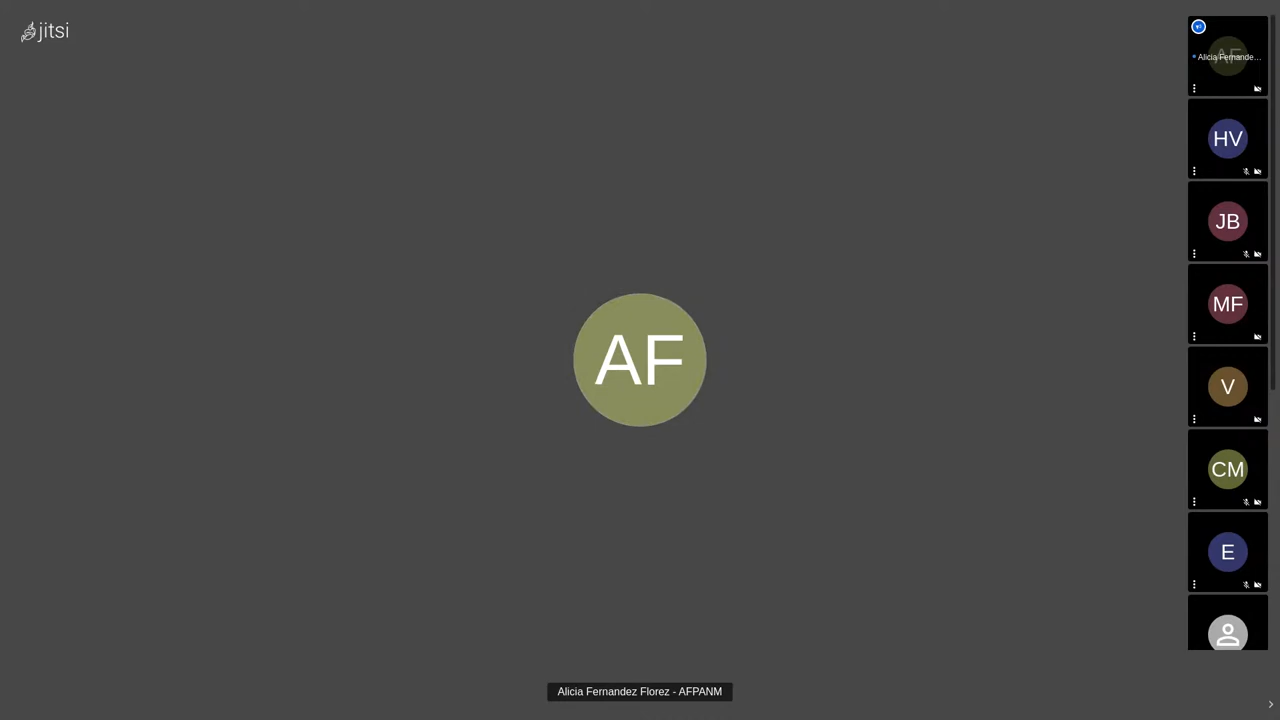 jitsi
AF
Alicia Fernande...
HV
JB
MF
V
CM
E
AF
Alicia Fernandez Florez - AFPANM